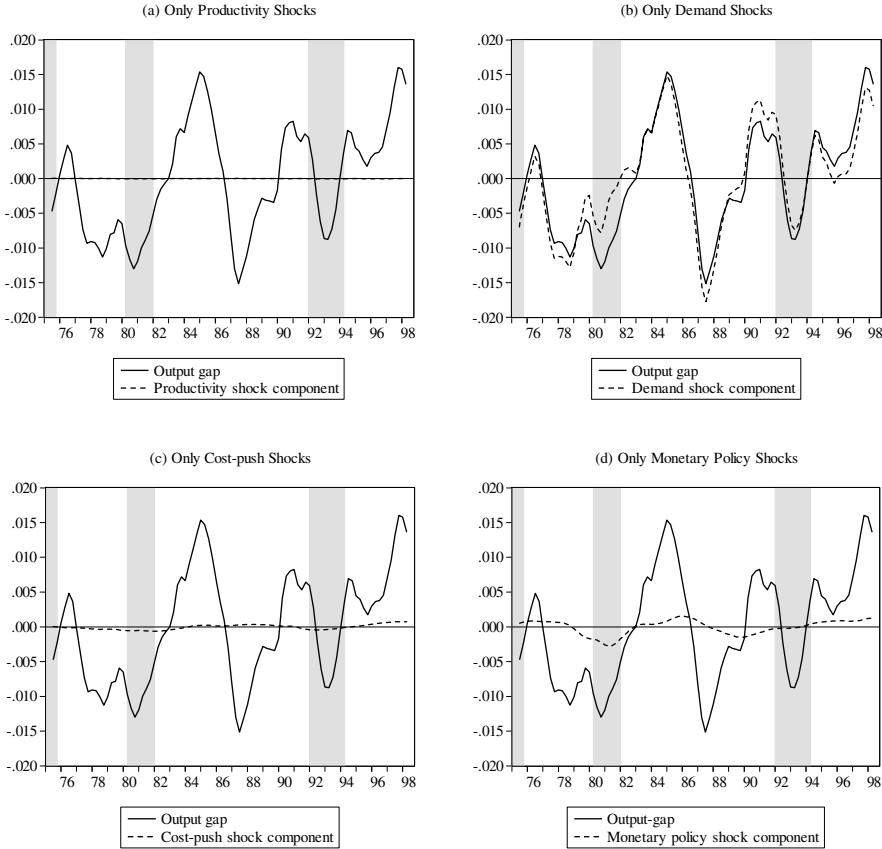 (a) Only Productivity Shocks
.020
.015
.010
.005
.000
-.005
-.010
-.015
-.020
76 78 80 82 84 86 88 90 92 94 96 98
Output gap
Productivity shock component
(b) Only Demand Shocks
.020
.015
.010
.005
.000
-.005
-.010
-.015
-.020
76 78 80 82 84 86 88 90 92 94 96 98
Output gap
Demand shock component
(c) Only Cost-push Shocks
.020
.015
.010
.005
.000
-.005
-.010
-.015
-.020
76 78 80 82 84 86 88 90 92 94 96 98
Output gap
Cost-push shock component
(d) Only Monetary Policy Shocks
.020
.015
.010
.005
.000
-.005
-.010
-.015
-.020
76 78 80 82 84 86 88 90 92 94 96 98
Output-gap
Monetary policy shock component